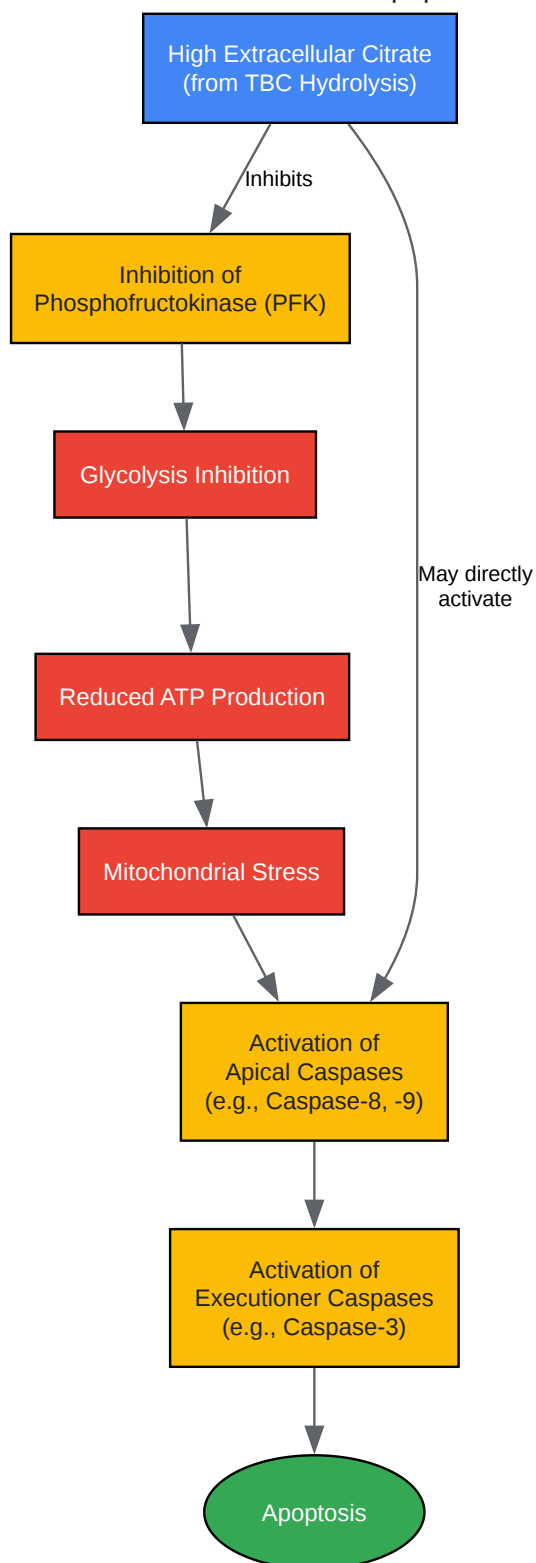 High Extracellular Citrate
(from TBC Hydrolysis)
Inhibits
Inhibition of
Phosphofructokinase (PFK)
Glycolysis Inhibition
May directly
activate
Reduced ATP Production
Mitochondrial Stress
Activation of
Apical Caspases
(e.g., Caspase-8, -9)
Activation of
Executioner Caspases
(e.g., Caspase-3)
Apoptosis